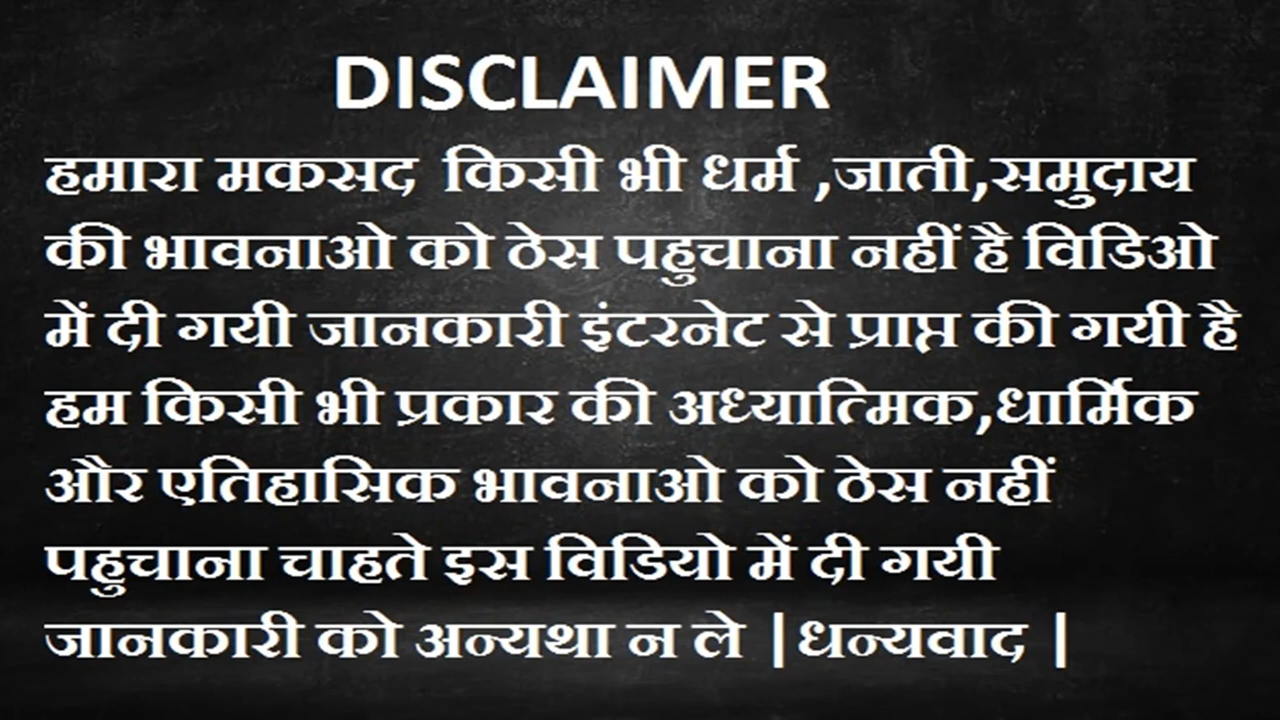 DISCLAIMER
हमारा मकसद किसी भी धर्म ,जाती,समुदाय
की भावनाओ को ठेस पहुचाना नहीं है विडिओ
में दी गयी जानकारी इंटरनेट से प्राप्त की गयी है
हम किसी भी प्रकार की अध्यात्मिक,धार्मिक
और एतिहासिक भावनाओ को ठेस नहीं
पहुचाना चाहते इस विडियो में दी गयी
जानकारी को अन्यथा न ले |धन्यवाद |